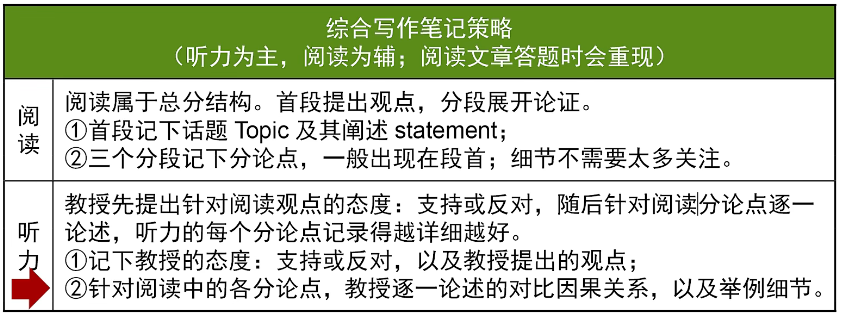 综合写作笔记策略
（听力为主，阅读为辅；阅读文章答题时会重现）
阅读
阅读属于总分结构。首段提出观点，分段展开论证。
①首段记下话题 Topic 及其阐述 statement；
②三个分段记下分论点，一般出现在段首；细节不需要太多关注。
听力
教授先提出针对阅读观点的态度：支持或反对，随后针对阅读分论点逐一
论述，听力的每个分论点记录得越详细越好。
①记下教授的态度：支持或反对，以及教授提出的观点；
②针对阅读中的各分论点，教授逐一论述的对比因果关系，以及举例细节。